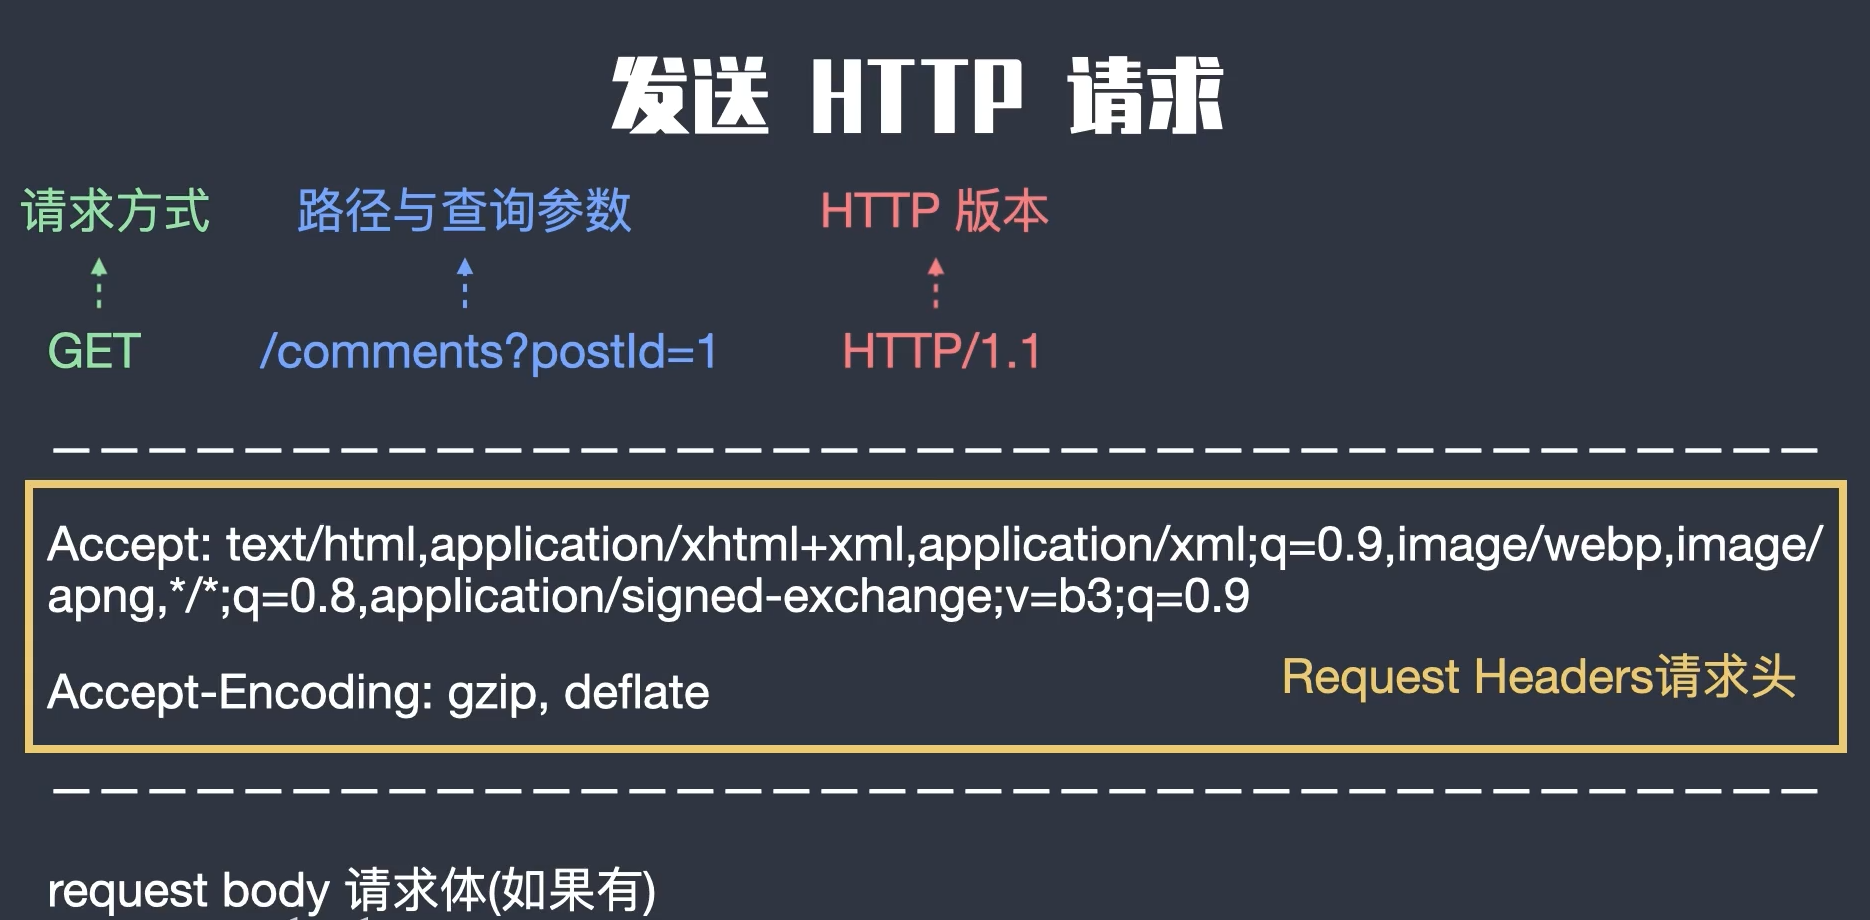 发送 HTTP 请求
请求方式 路径与查询参数 HTTP 版本
GET /comments?postId=1 HTTP/1.1
Accept: text/html,application/xhtml+xml,application/xml;q=0.9,image/webp,image/
apng,*/*;q=0.8,application/signed-exchange;v=b3;q=0.9
Request Headers请求头
Accept-Encoding: gzip, deflate
request body 请求体(如果有)